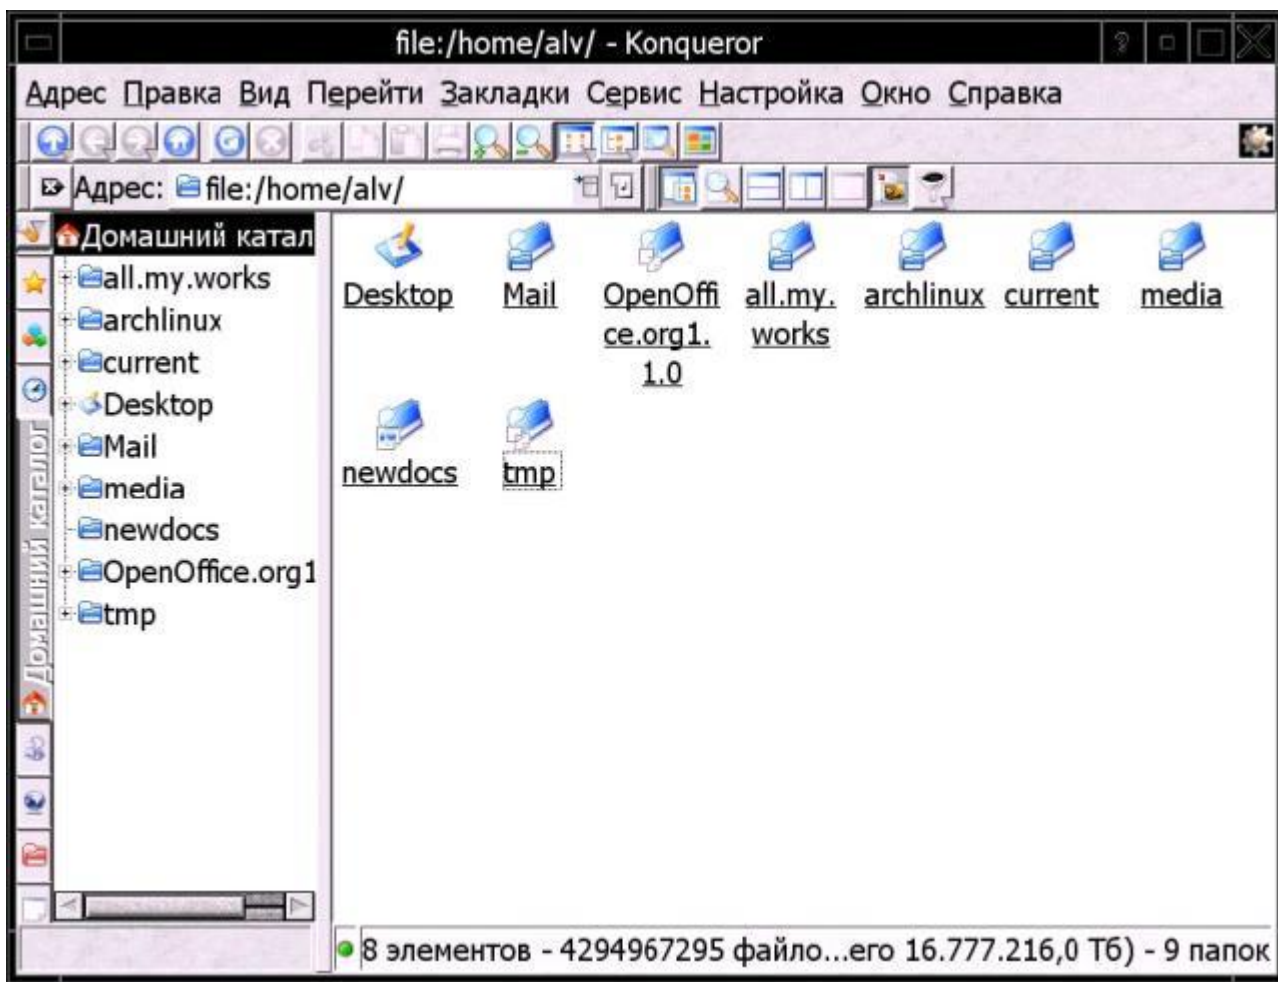 file:/home/alv/ - Konqueror
Адрес Правка Вид Перейти Закладки Сервис Настройка Окно Справка
Адрес: file:/home/alv/
Домашний катал
all.my.works
archlinux
current
Desktop
Mail
media
newdocs
OpenOffice.org1
tmp
Домашний каталог
Desktop Mail OpenOffi all.my. archlinux current media
ce.org1. works
1.0
newdocs tmp
8 элементов - 4294967295 файло...его 16.777.216,0 Тб) - 9 папок